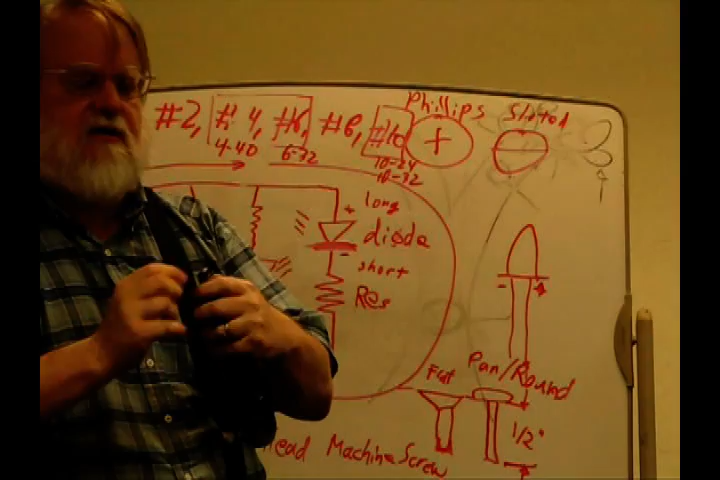 Phillips Slotted
#2, #4, #6, #8, #10
4-40 6-32 10-24
10-32
+ long
diode
-
short
Res
- +
Flat Pan/Round
1/2"
Head Machine Screw